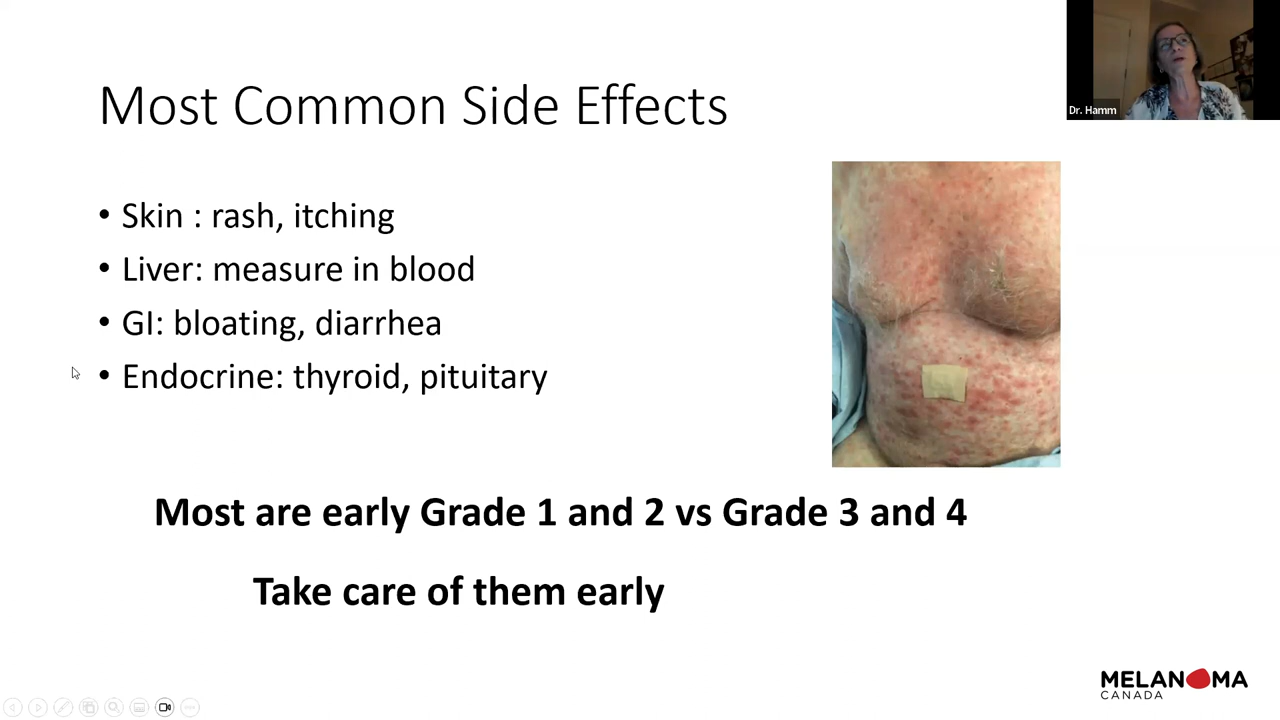 Most Common Side Effects
Dr. Hamm
• Skin : rash, itching
• Liver: measure in blood
• GI: bloating, diarrhea
• Endocrine: thyroid, pituitary
Most are early Grade 1 and 2 vs Grade 3 and 4
Take care of them early
MELANOMA
CANADA